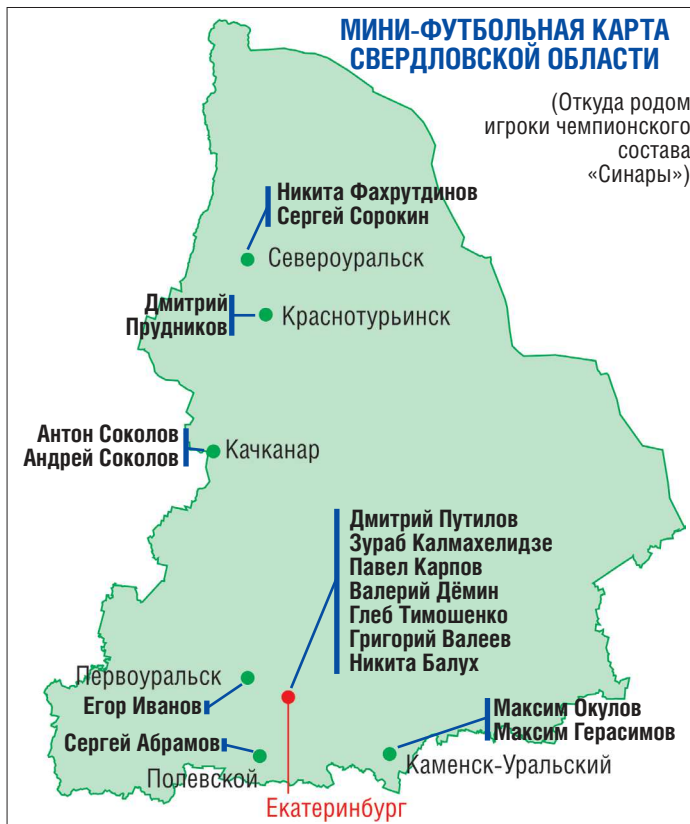 МИНИ-ФУТБОЛЬНАЯ КАРТА
СВЕРДЛОВСКОЙ ОБЛАСТИ
(Откуда родом
игроки чемпионского
состава
«Синары»)
Никита Фахрутдинов
Сергей Сорокин
Североуральск
Дмитрий
Прудников
Краснотурьинск
Антон Соколов
Андрей Соколов
Качканар
Дмитрий Путилов
Зураб Калмахелидзе
Павел Карпов
Валерий Дёмин
Глеб Тимошенко
Григорий Валеев
Никита Балух
Первоуральск
Егор Иванов
Сергей Абрамов
Полевской
Максим Окулов
Максим Герасимов
Каменск-Уральский
Екатеринбург